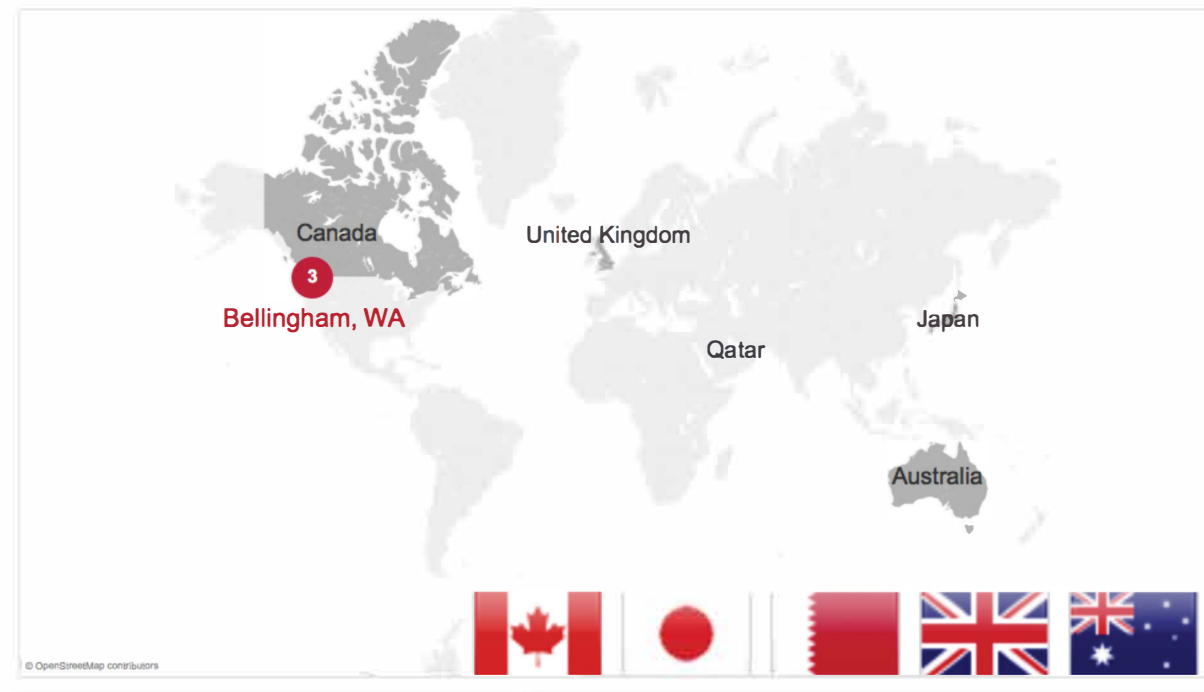 Canada
United Kingdom
3
Bellingham, WA
Japan
Qatar
Australia
© OpenStreetMap contributors